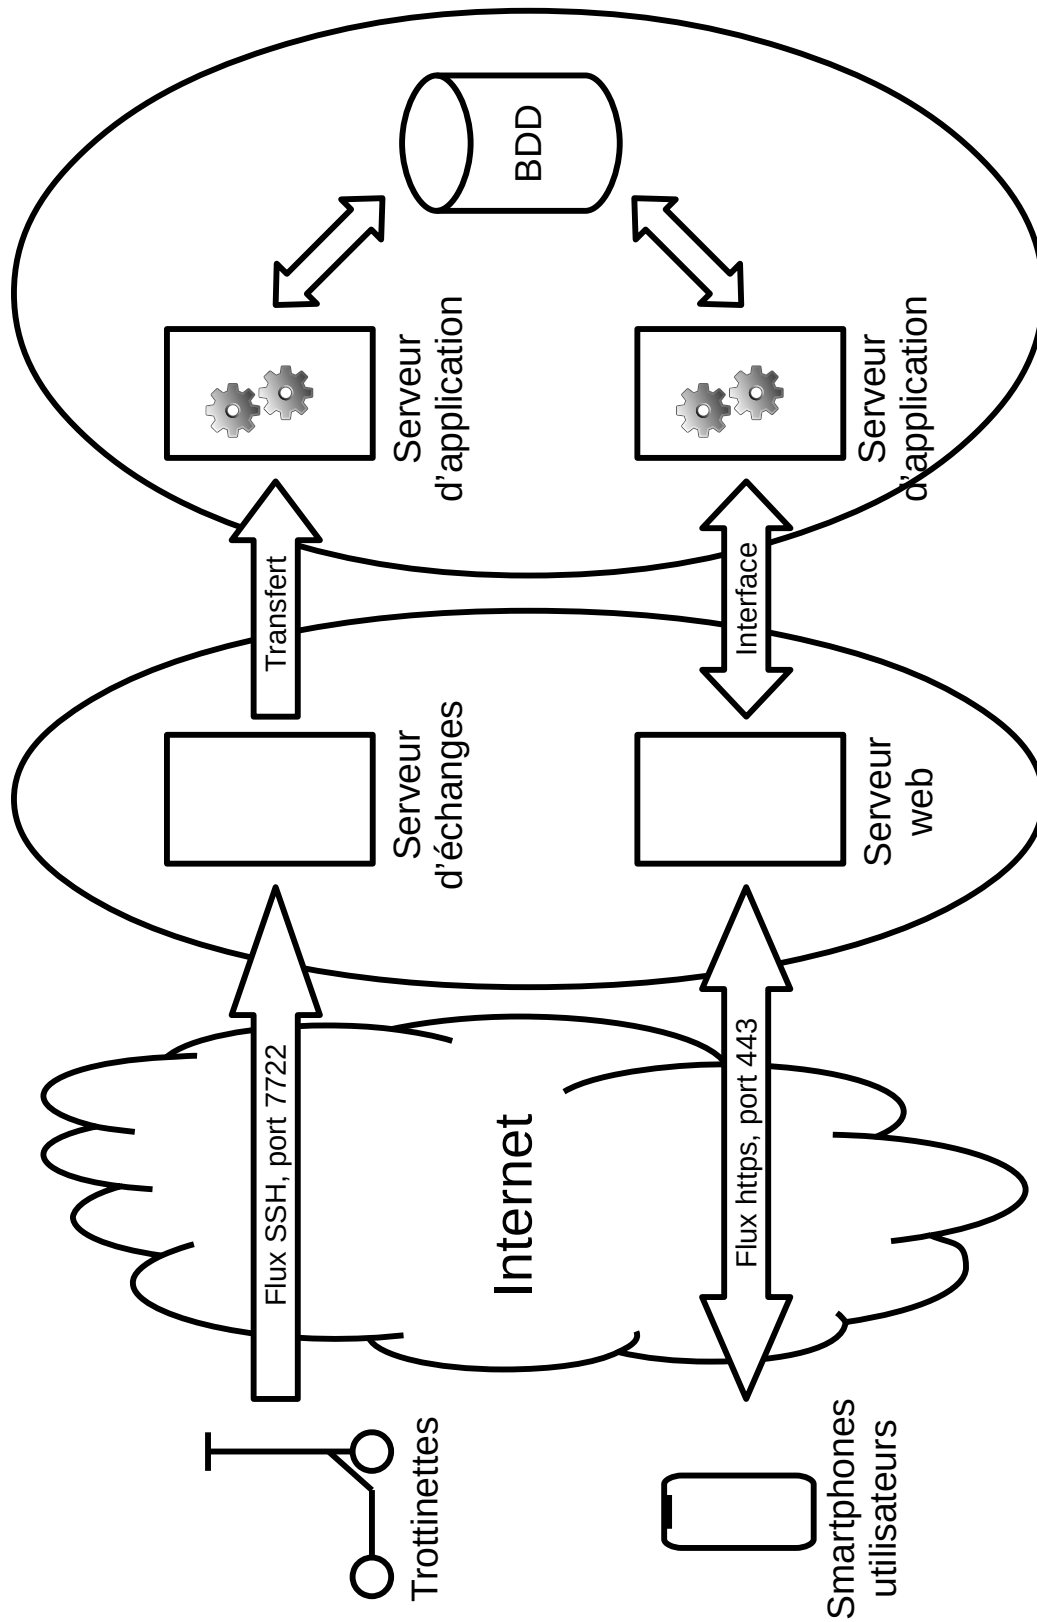 Trottinettes
Flux SSH, port 7722
Serveur
d'échanges
Transfert
Serveur
d'application
BDD
Internet
Smartphones
utilisateurs
Flux https, port 443
Serveur
web
Interface
Serveur
d'application